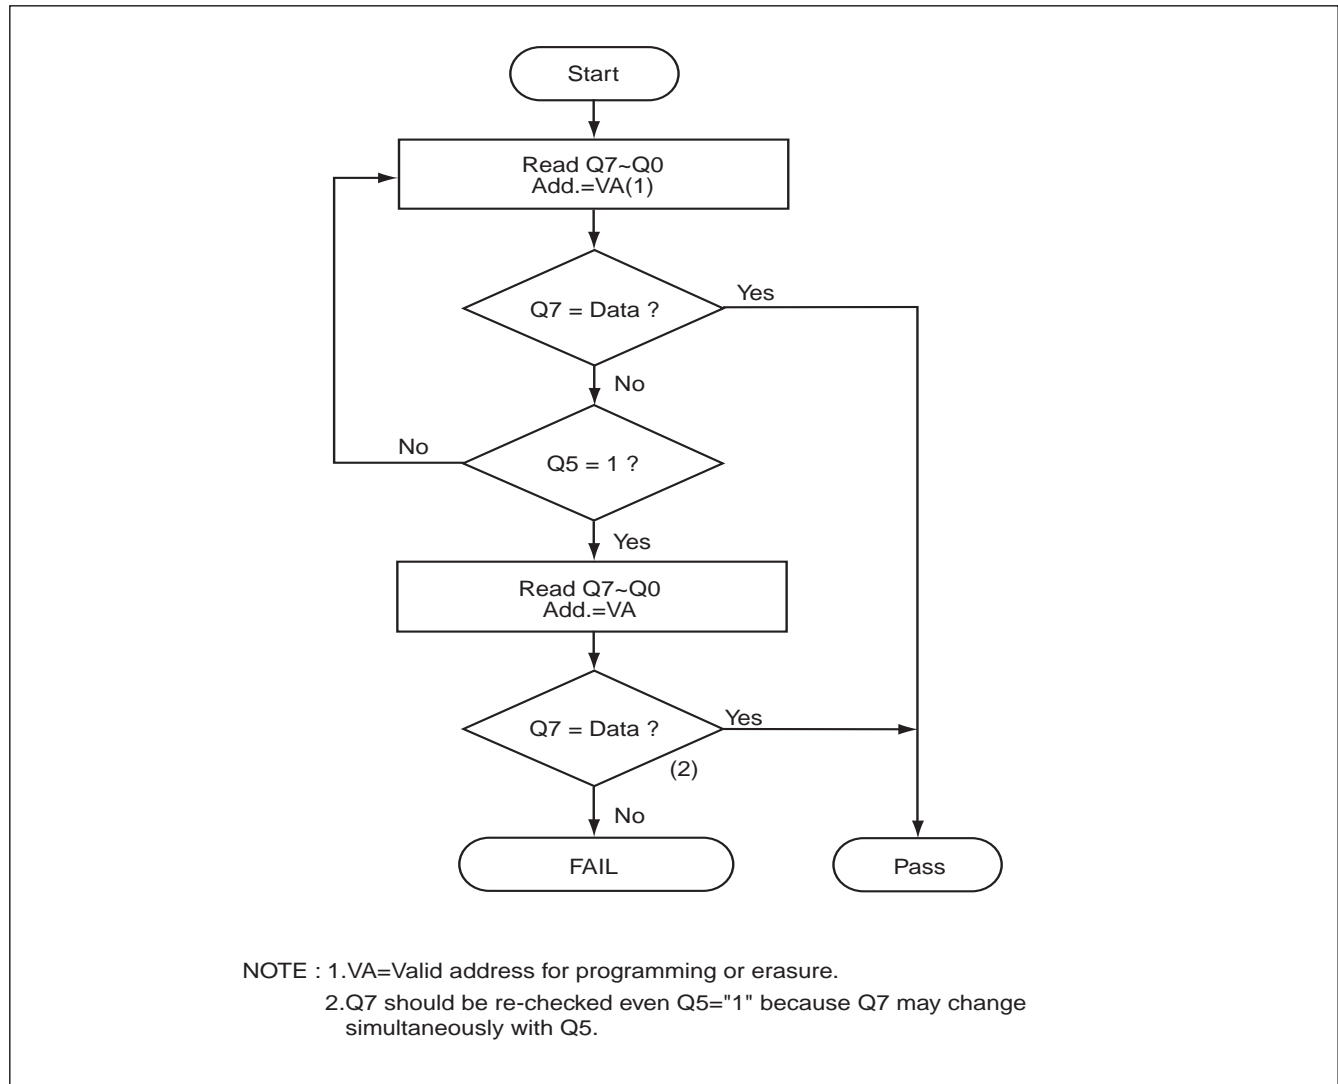 Start
Read Q7~Q0
Add.=VA(1)
Q7 = Data ?
Yes
No
No
Q5 = 1 ?
Yes
Read Q7~Q0
Add.=VA
Q7 = Data ?
Yes
(2)
No
FAIL
Pass
NOTE : 1.VA=Valid address for programming or erasure.
2.Q7 should be re-checked even Q5="1" because Q7 may change
simultaneously with Q5.